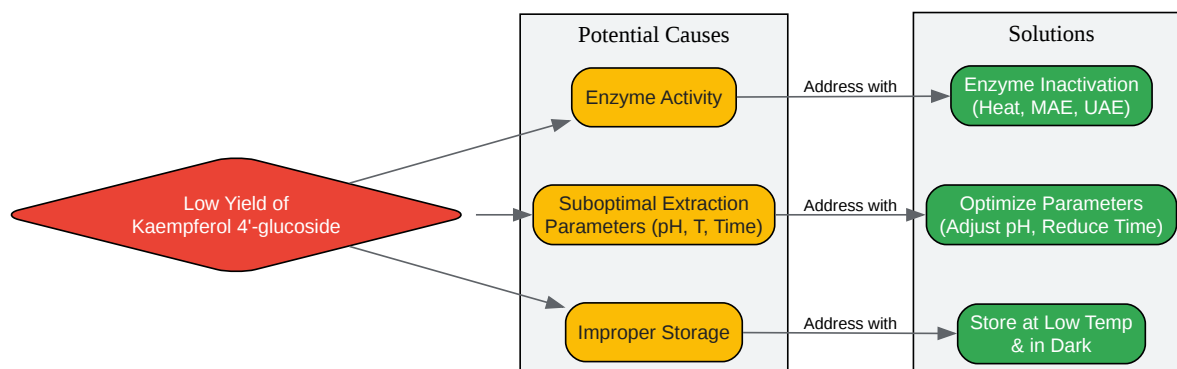 Potential Causes
Solutions
Enzyme Activity
Address with
Enzyme Inactivation
(Heat, MAE, UAE)
Low Yield of
Kaempferol 4'-glucoside
Suboptimal Extraction
Parameters (pH, T, Time)
Address with
Optimize Parameters
(Adjust pH, Reduce Time)
Improper Storage
Address with
Store at Low Temp
& in Dark